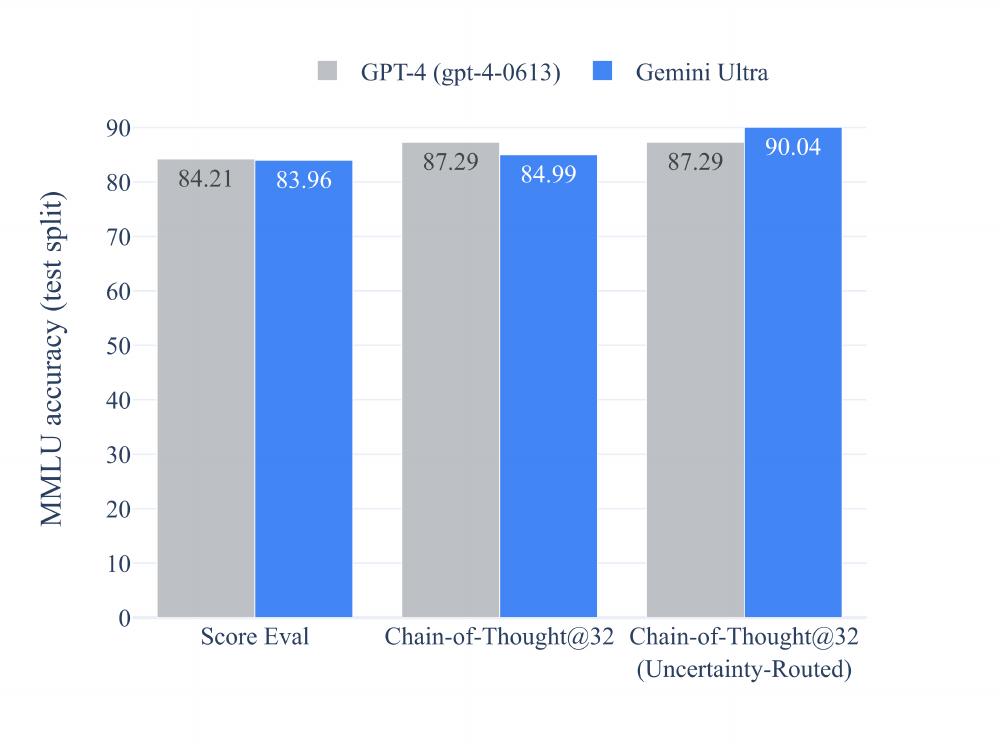 GPT-4 (gpt-4-0613) Gemini Ultra
MMLU accuracy (test split)
90
80
70
60
50
40
30
20
10
0
84.21 83.96
87.29 84.99
87.29 90.04
Score Eval
Chain-of-Thought@32
Chain-of-Thought@32
(Uncertainty-Routed)